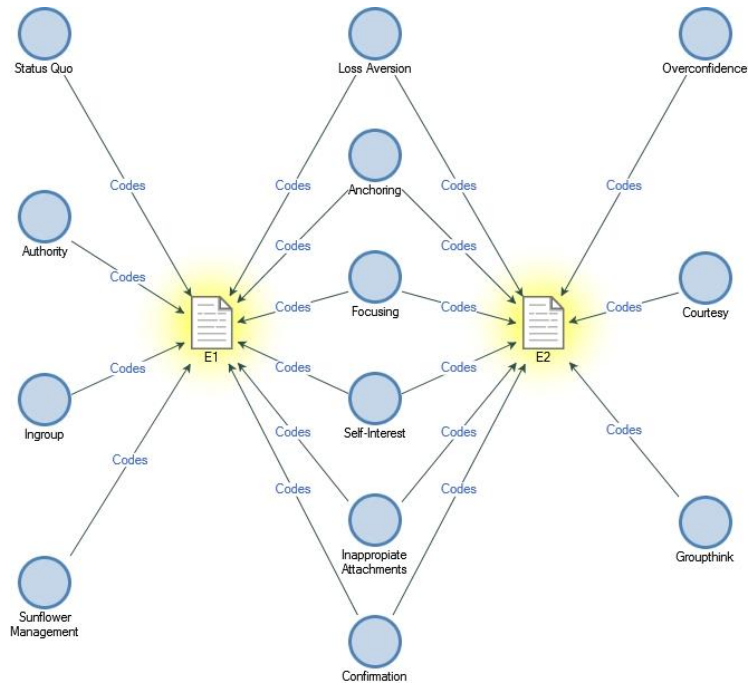 Status Quo
Loss Aversion
Overconfidence
Codes
Codes
Codes
Codes
Anchoring
Authority
Codes
Codes
Codes
Focusing
Courtesy
Codes
Codes
Codes
E1
E2
Codes
Codes
Codes
Ingroup
Self-Interest
Codes
Codes
Codes
Codes
Codes
Codes
Inappropiate
Attachments
Groupthink
Sunflower
Management
Confirmation